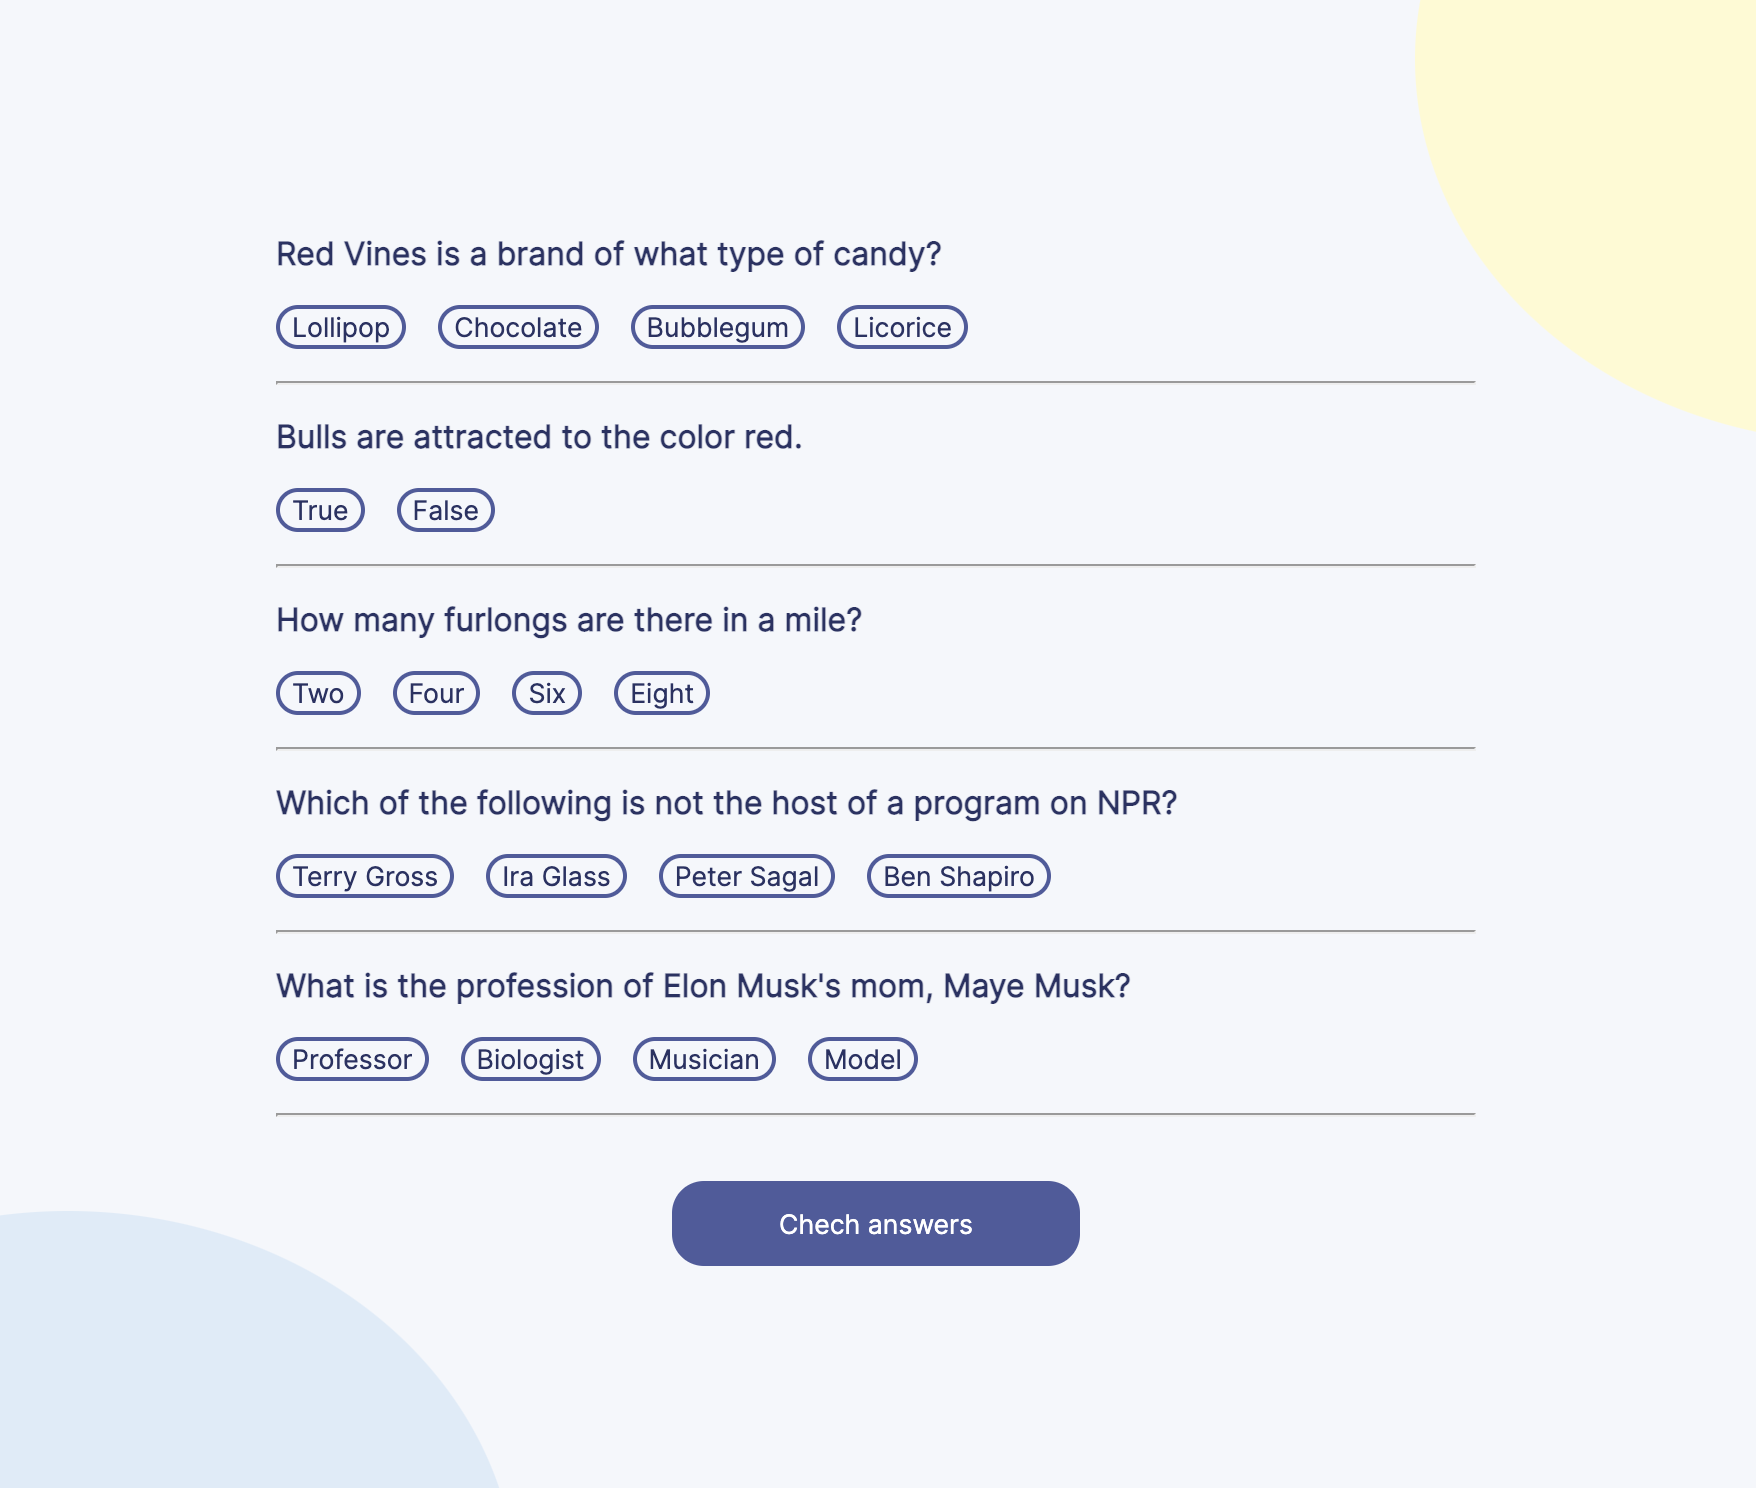 Red Vines is a brand of what type of candy?
Lollipop Chocolate Bubblegum Licorice
Bulls are attracted to the color red.
True False
How many furlongs are there in a mile?
Two Four Six Eight
Which of the following is not the host of a program on NPR?
Terry Gross Ira Glass Peter Sagal Ben Shapiro
What is the profession of Elon Musk's mom, Maye Musk?
Professor Biologist Musician Model
Chech answers